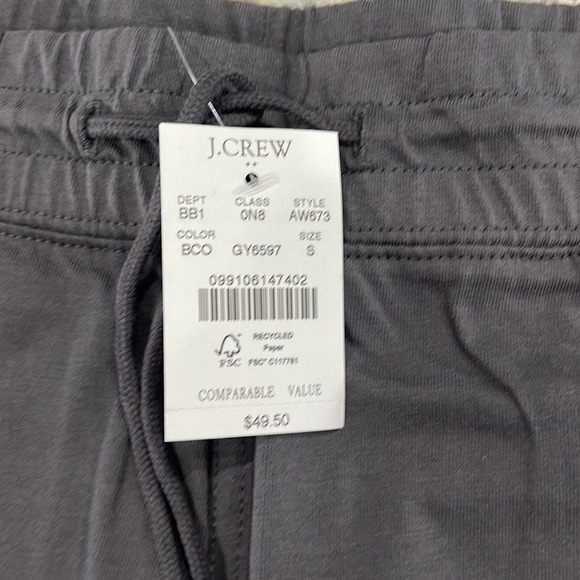 J.CREW
DEPT CLASS STYLE
BB1 0N8 AW673
COLOR SIZE
BCO GY6597 S
099106147402
RECYCLED
Paper
FSC FSC® C117781
COMPARABLE VALUE
$49.50